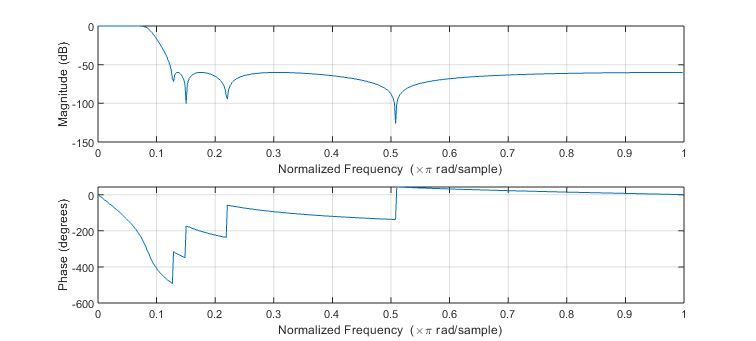 0
-50
-100
-150
Magnitude (dB)
0 0.1 0.2 0.3 0.4 0.5 0.6 0.7 0.8 0.9 1
Normalized Frequency (×π rad/sample)
0
-200
-400
-600
Phase (degrees)
0 0.1 0.2 0.3 0.4 0.5 0.6 0.7 0.8 0.9 1
Normalized Frequency (×π rad/sample)